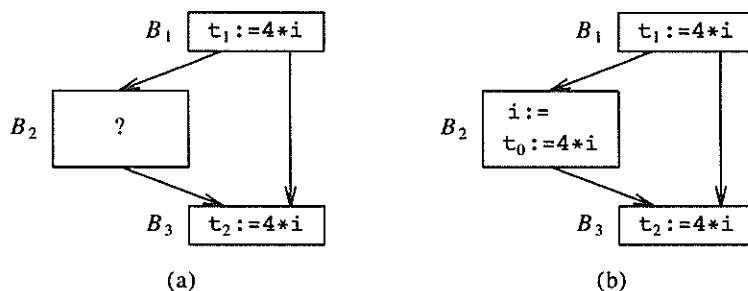 B₁ t₁:=4*i
B₂ ?
B₃ t₂:=4*i
(a)
B₁ t₁:=4*i
B₂ i:=
t₀:=4*i
B₃ t₂:=4*i
(b)